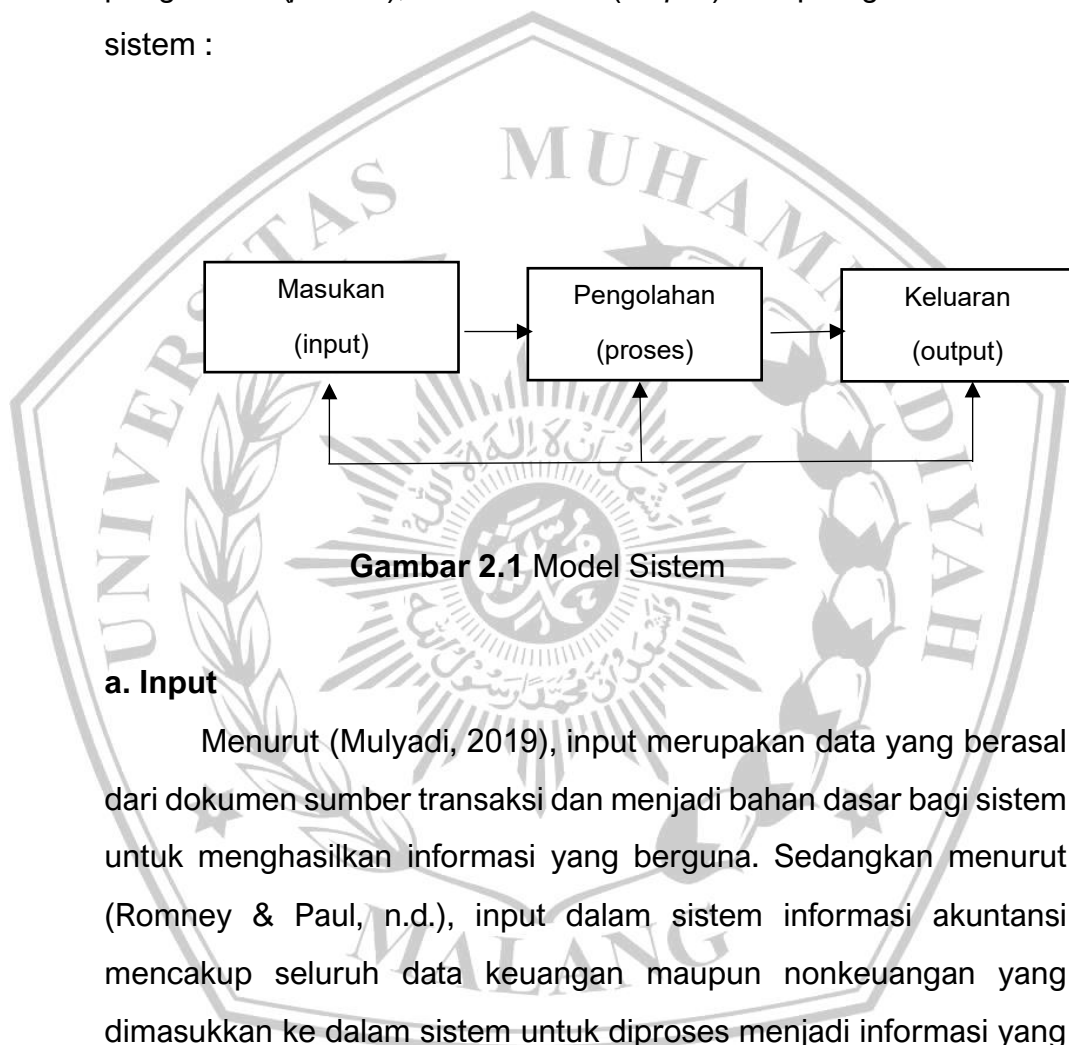 sistem :
UNIVERSITAS MUHAMMADIYAH
MALANG
Masukan
(input)
Pengolahan
(proses)
Keluaran
(output)
Gambar 2.1 Model Sistem
a. Input
Menurut (Mulyadi, 2019), input merupakan data yang berasal
dari dokumen sumber transaksi dan menjadi bahan dasar bagi sistem
untuk menghasilkan informasi yang berguna. Sedangkan menurut
(Romney & Paul, n.d.), input dalam sistem informasi akuntansi
mencakup seluruh data keuangan maupun nonkeuangan yang
dimasukkan ke dalam sistem untuk diproses menjadi informasi yang